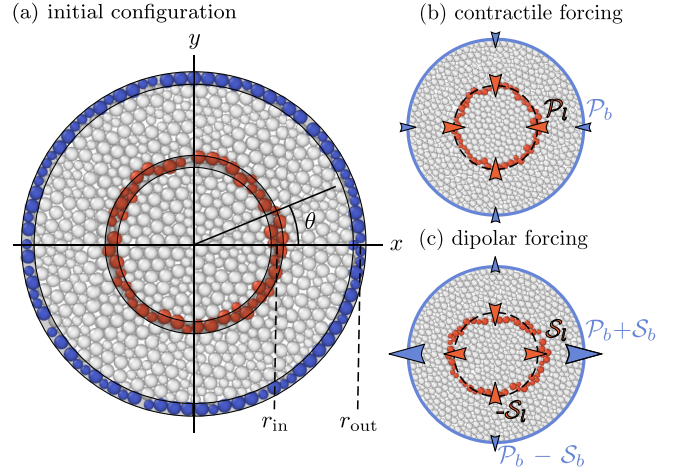 (a) initial configuration
y
θ
x
r_in
r_out
(b) contractile forcing
𝒫_l
𝒫_b
(c) dipolar forcing
𝒮_l
𝒫_b+𝒮_b
-𝒮_l
𝒫_b − 𝒮_b